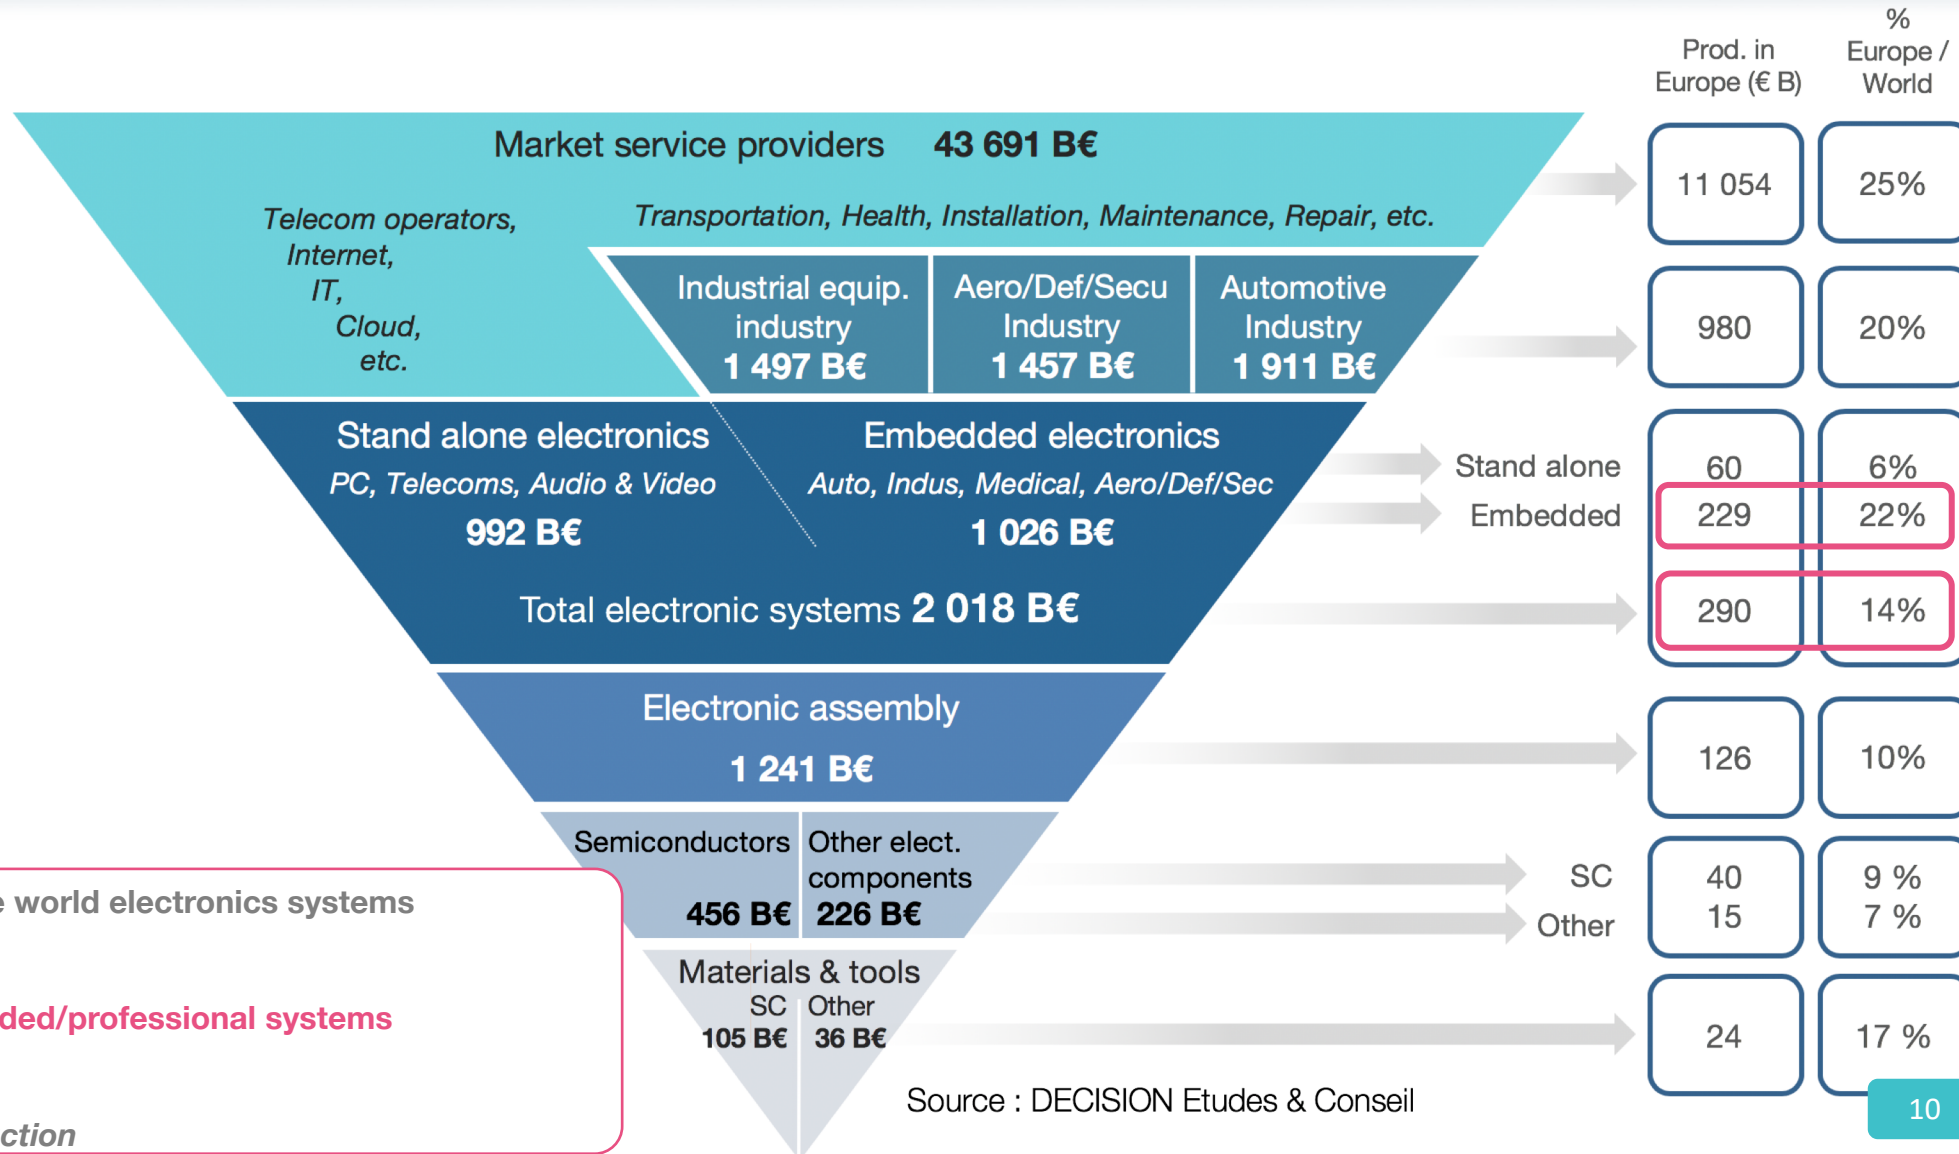 %
Prod. in
Europe (€ B)
Europe /
World
Market service providers 43 691 B€
Telecom operators,
Internet,
IT,
Cloud,
etc.
Transportation, Health, Installation, Maintenance, Repair, etc.
11 054
25%
Industrial equip.
industry
1 497 B€
Aero/Def/Secu
Industry
1 457 B€
Automotive
Industry
1 911 B€
980
20%
Stand alone electronics
PC, Telecoms, Audio & Video
992 B€
Embedded electronics
Auto, Indus, Medical, Aero/Def/Sec
1 026 B€
Stand alone
60
6%
Embedded
229
22%
Total electronic systems 2 018 B€
290
14%
Electronic assembly
1 241 B€
126
10%
Semiconductors
456 B€
Other elect.
components
226 B€
SC
40
9 %
Other
15
7 %
Materials & tools
SC
105 B€
Other
36 B€
24
17 %
world electronics systems
ded/professional systems
ction
Source : DECISION Etudes & Conseil
10